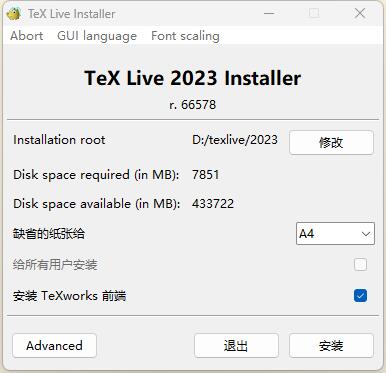 TeX Live Installer
Abort GUI language Font scaling
TeX Live 2023 Installer
r. 66578
Installation root D:/texlive/2023 修改
Disk space required (in MB): 7851
Disk space available (in MB): 433722
缺省的纸张给 A4
给所有用户安装
安装 TeXworks 前端
Advanced 退出 安装